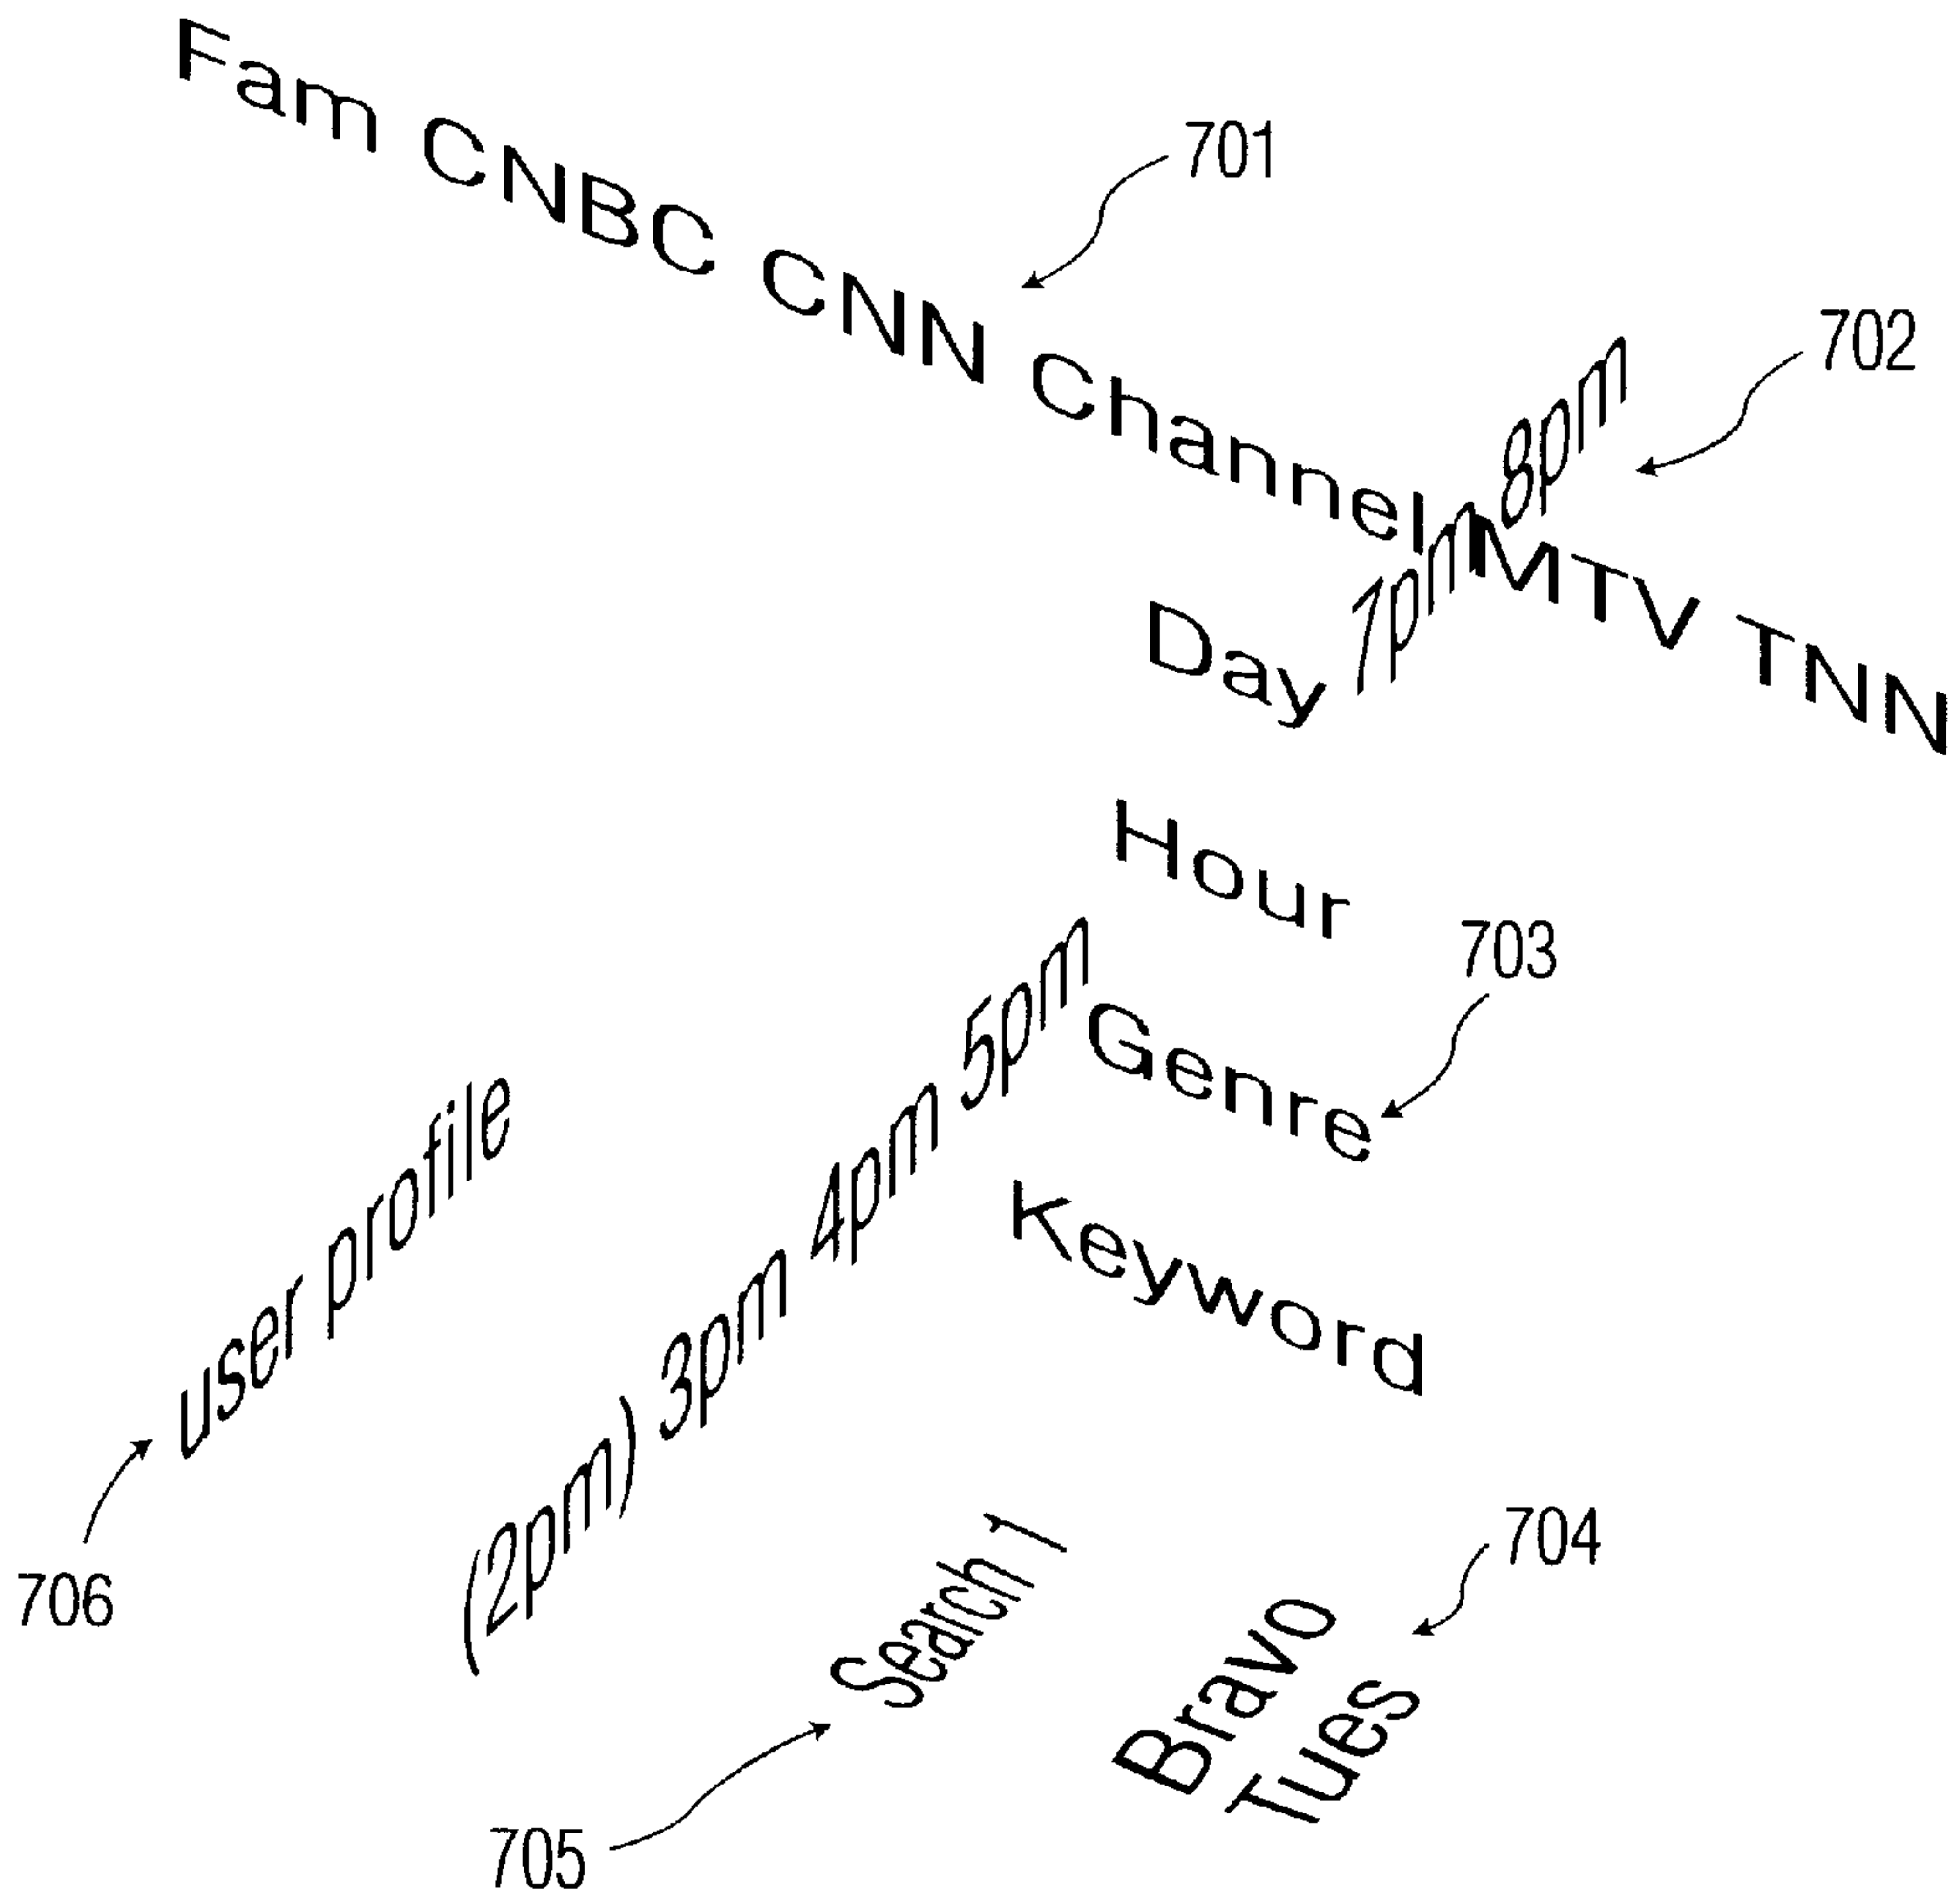 Fam CNBC CNN Channel MTV TNN
701
702
7pm 8pm
Day
Hour
703
Genre
Keyword
(2pm) 3pm 4pm 5pm
user profile
706
Search 1
704
Bravo
Tues
705